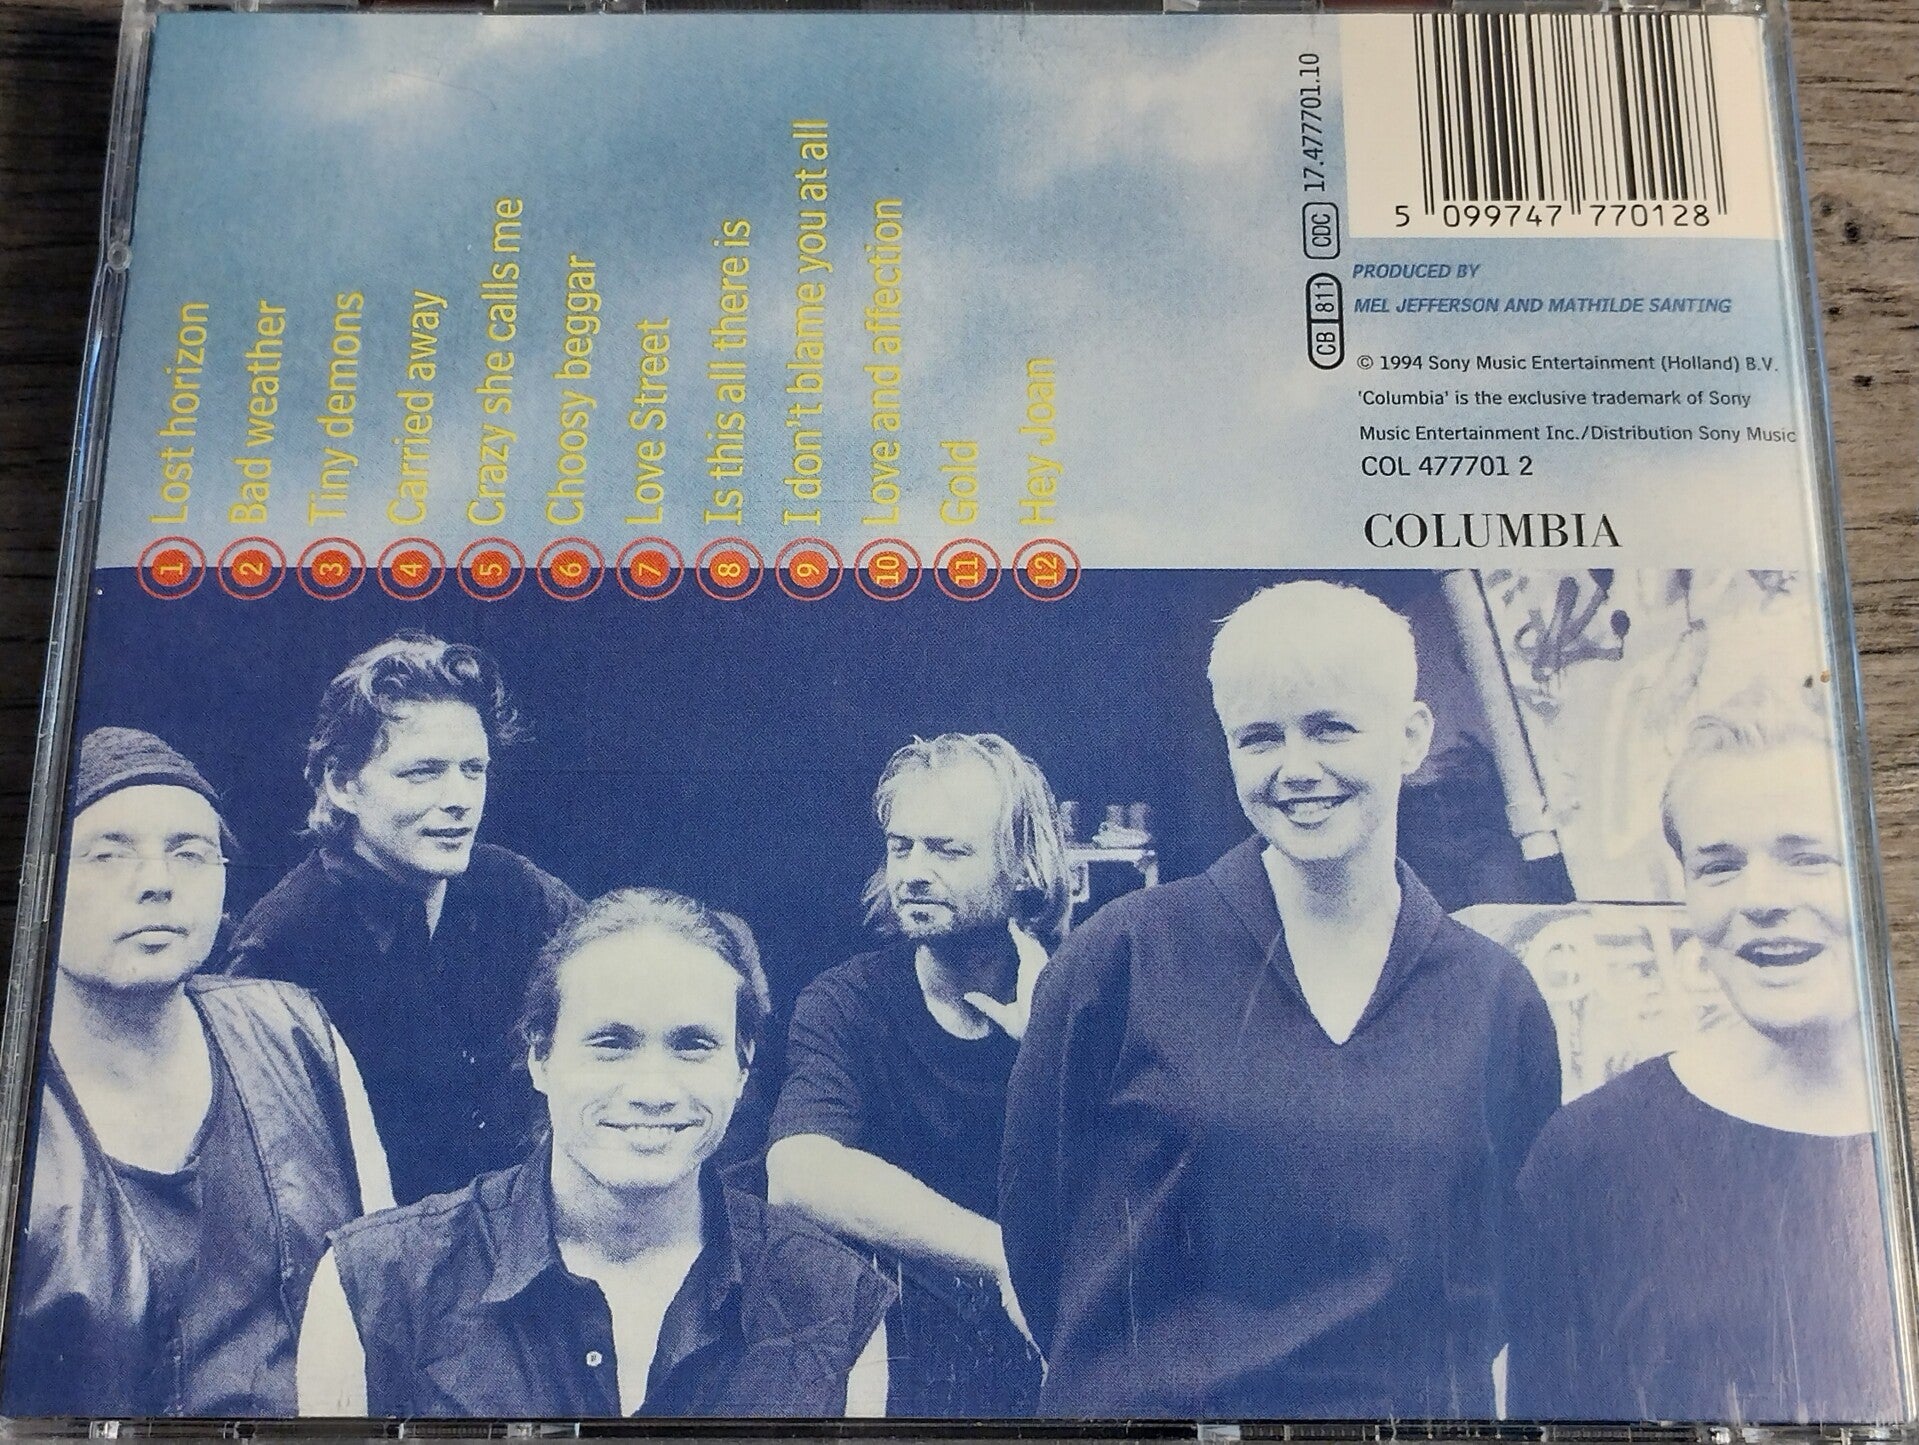 1 Lost horizon
2 Bad weather
3 Tiny demons
4 Carried away
5 Crazy she calls me
6 Choosy beggar
7 Love Street
8 Is this all there is
9 I don't blame you at all
10 Love and affection
11 Gold
12 Hey Joan
CB 811 CDC 17.477701.10
5 099747 770128
PRODUCED BY
MEL JEFFERSON AND MATHILDE SANTING
© 1994 Sony Music Entertainment (Holland) B.V.
'Columbia' is the exclusive trademark of Sony
Music Entertainment Inc./Distribution Sony Music
COL 477701 2
COLUMBIA